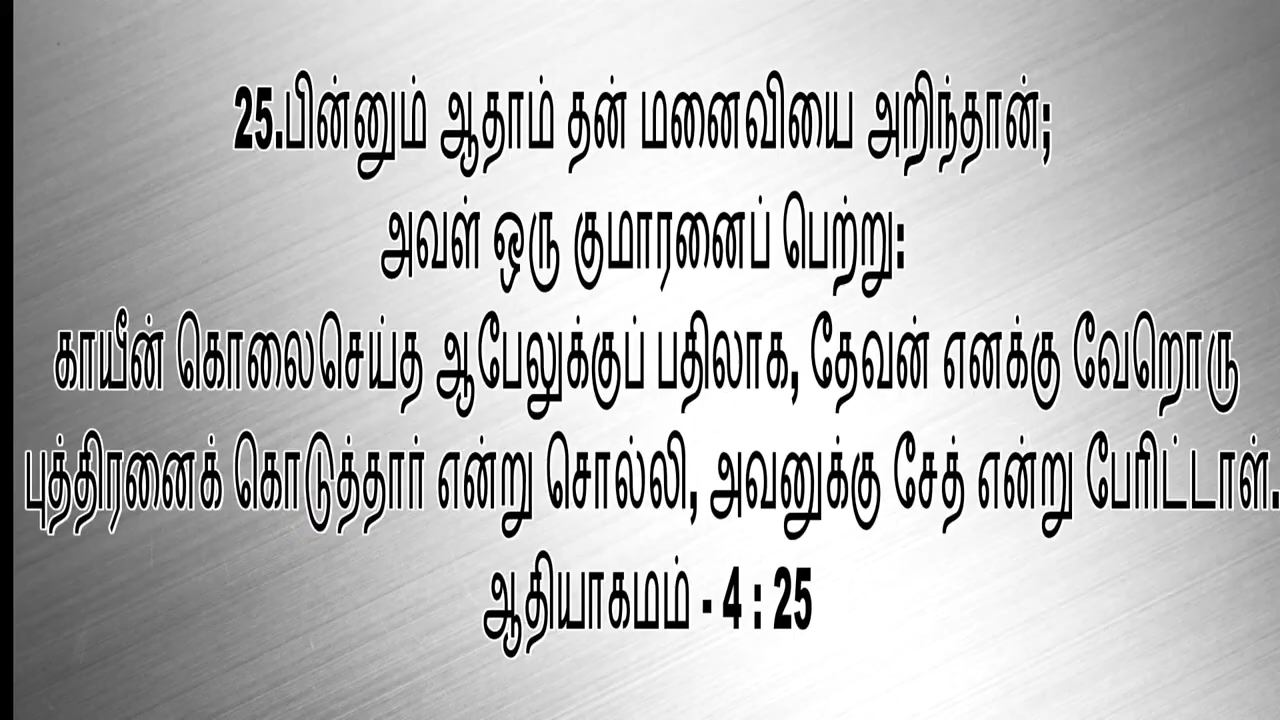 25.பின்னும் ஆதாம் தன் மனைவியை அறிந்தான்;
அவள் ஒரு குமாரனைப் பெற்று:
காயீன் கொலைசெய்த ஆபேலுக்குப் பதிலாக, தேவன் எனக்கு வேறொரு
புத்திரனைக் கொடுத்தார் என்று சொல்லி, அவனுக்கு சேத் என்று பேரிட்டாள்.
ஆதியாகமம் - 4 : 25